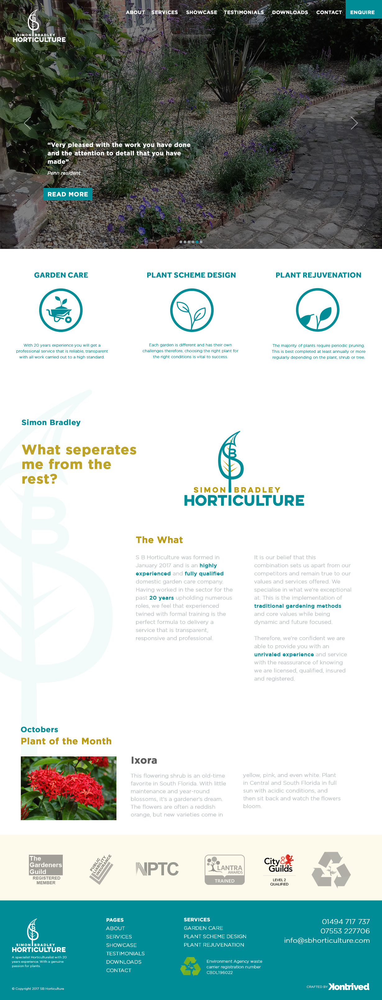 ABOUT SERVICES SHOWCASE TESTIMONIALS DOWNLOADS CONTACT ENQUIRE
SB
SIMON BRADLEY
HORTICULTURE
“Very pleased with the work you have done
and the attention to detail that you have
made”
Penn resident
READ MORE
GARDEN CARE
With 20 years experience you will get a
professional service that is reliable, transparent
with all work carried out to a high standard.
PLANT SCHEME DESIGN
Each garden is different and has their own
challenges therefore, choosing the right plant for
the right conditions is vital to success.
PLANT REJUVENATION
The majority of plants require periodic pruning.
This is best completed at least annually or more
regularly depending on the plant, shrub or tree.
Simon Bradley
What seperates
me from the
rest?
SB
SIMON BRADLEY
HORTICULTURE
The What
S B Horticulture was formed in
January 2017 and is an highly
experienced and fully qualified
domestic garden care company.
Having worked in the sector for the
past 20 years upholding numerous
roles, we feel that experienced
twined with formal training is the
perfect formula to delivery a
service that is transparent,
responsive and professional.
It is our belief that this
combination sets us apart from our
competitors and remain true to our
values and services offered. We
specialise in what we're exceptional
at. This is the implementation of
traditional gardening methods
and core values while being
dynamic and future focused.
Therefore, we're confident we are
able to provide you with an
unrivaled experience and service
with the reassurance of knowing
we are licensed, qualified, insured
and registered.
Octobers
Plant of the Month
Ixora
This flowering shrub is an old-time
favorite in South Florida. With little
maintenance and year-round
blossoms, it's a gardener's dream.
The flowers are often a reddish
orange, but new varieties come in
yellow, pink, and even white. Plant
in Central and South Florida in full
sun with acidic conditions, and
then sit back and watch the flowers
bloom.
The
Gardeners
Guild
REGISTERED
MEMBER
PUBLIC
LIABILITY
INSURANCE
NPTC
LANTRA
AWARDS
TRAINED
City &
Guilds
LEVEL 2
QUALIFIED
SB
SIMON BRADLEY
HORTICULTURE
A specialist Horticulturalist with 20
years experience. With a genuine
passion for plants.
© Copyright 2017 SB Horticulture
PAGES
ABOUT
SERVICES
SHOWCASE
TESTIMONIALS
DOWNLOADS
CONTACT
SERVICES
GARDEN CARE
PLANT SCHEME DESIGN
PLANT REJUVENATION
Environment Agency waste
carrier registration number
CBDL196022
01494 717 737
07553 227706
info@sbhorticulture.com
CRAFTED BY Kontrived